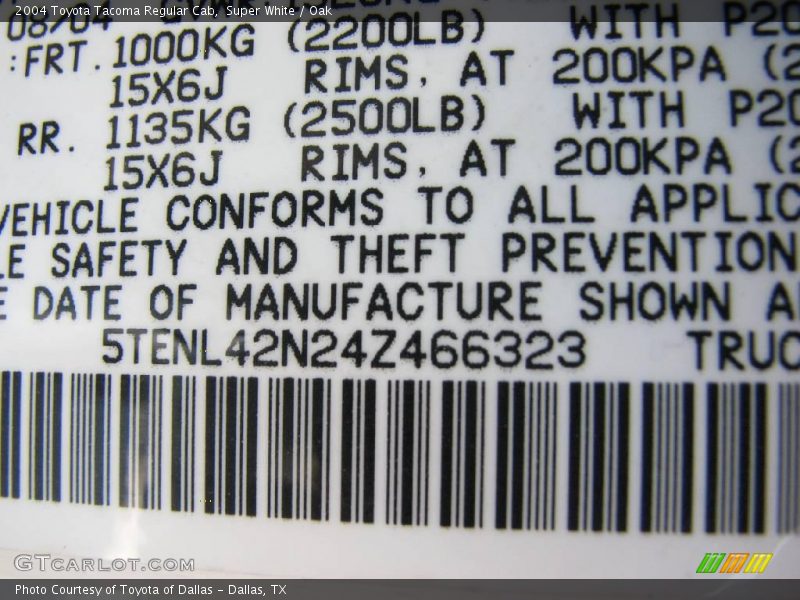 2004 Toyota Tacoma Regular Cab, Super White / Oak
08/04
:FRT. 1000KG (2200LB) WITH P20
15X6J RIMS, AT 200KPA (2
RR. 1135KG (2500LB) WITH P20
15X6J RIMS, AT 200KPA (2
VEHICLE CONFORMS TO ALL APPLIC
LE SAFETY AND THEFT PREVENTION
E DATE OF MANUFACTURE SHOWN A
5TENL42N24Z466323 TRUC
GTCARLOT.COM
Photo Courtesy of Toyota of Dallas – Dallas, TX